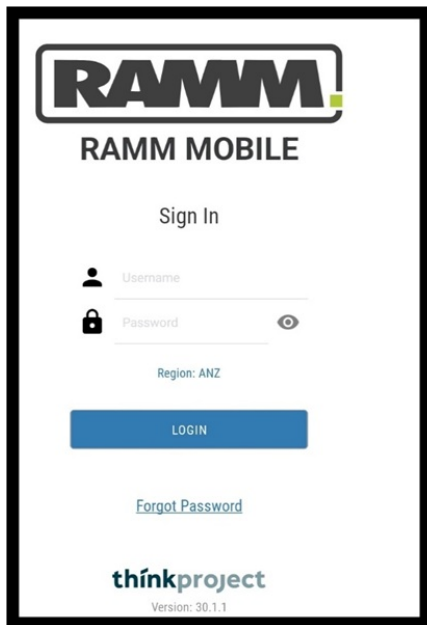 RAMM
RAMM MOBILE
Sign In
Username
Password
Region: ANZ
LOGIN
Forgot Password
thinkproject
Version: 30.1.1